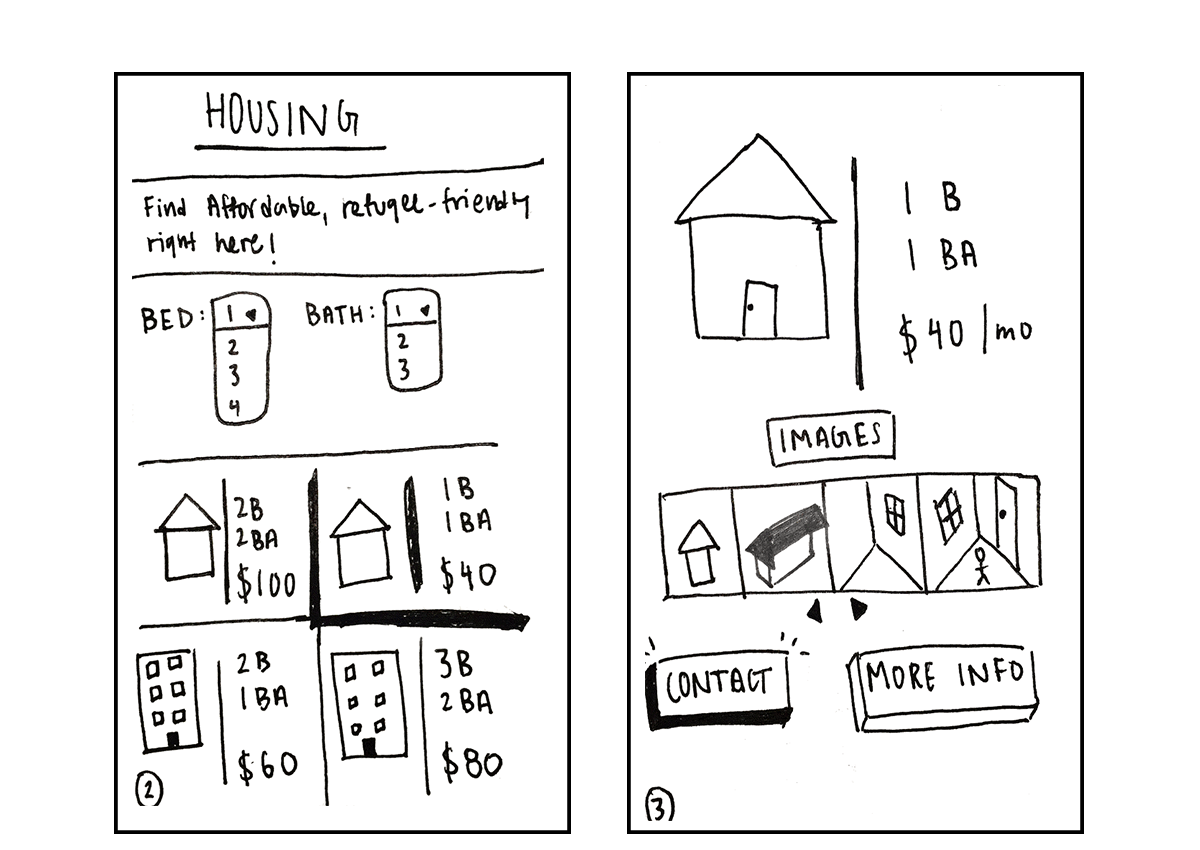 HOUSING
Find Affordable, refugee-friendly
right here!
BED: 1
2
3
4
BATH: 1
2
3
2B
2BA
$100
1B
1BA
$40
2B
1BA
$60
3B
2BA
$80
2
1 B
1 BA
$40/mo
IMAGES
CONTACT
MORE INFO
3